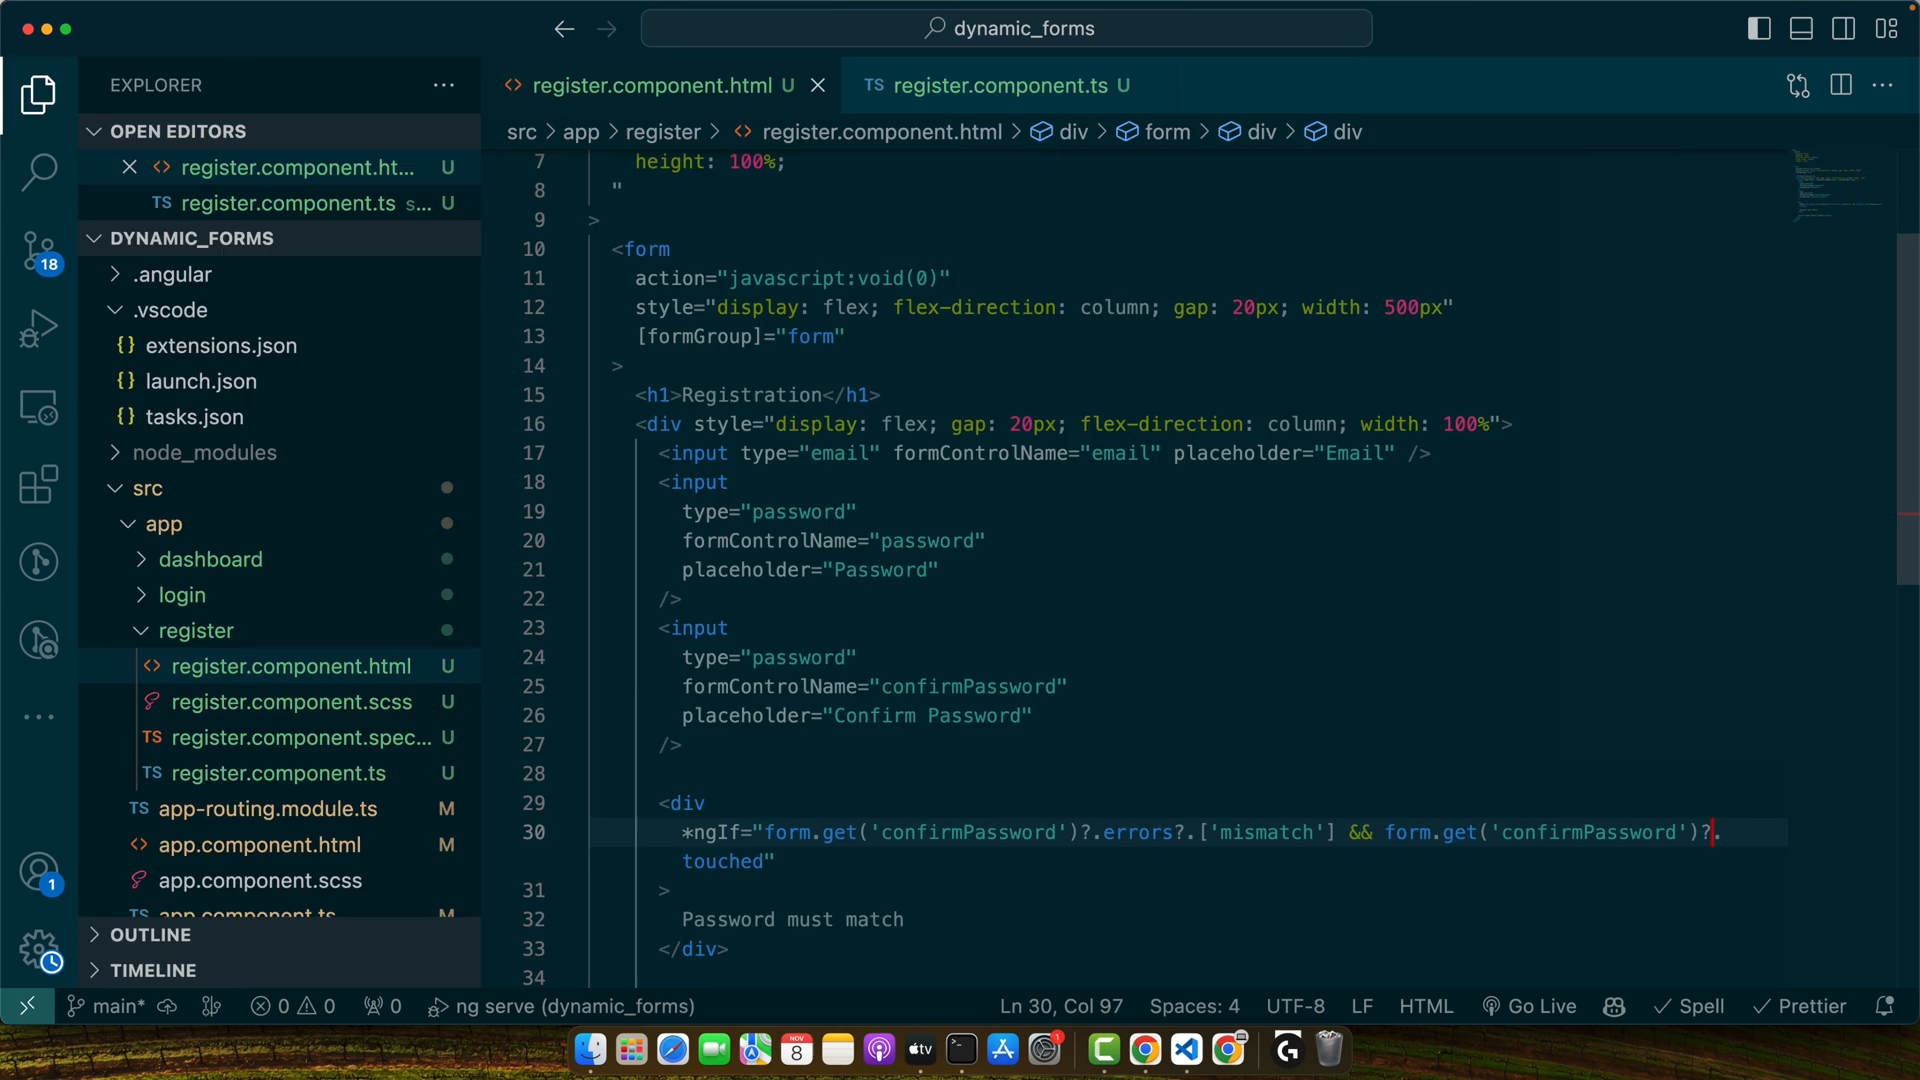 dynamic_forms
EXPLORER
register.component.html U
TS register.component.ts U
OPEN EDITORS
register.component.ht... U
TS register.component.ts s... U
DYNAMIC_FORMS
.angular
.vscode
{} extensions.json
{} launch.json
{} tasks.json
node_modules
src
app
dashboard
login
register
register.component.html U
register.component.scss U
TS register.component.spec... U
TS register.component.ts U
TS app-routing.module.ts M
app.component.html M
app.component.scss
TS app.component.ts M
OUTLINE
TIMELINE
18
1
src > app > register > register.component.html > div > form > div > div
7 height: 100%;
8 "
9 >
10 <form
11 action="javascript:void(0)"
12 style="display: flex; flex-direction: column; gap: 20px; width: 500px"
13 [formGroup]="form"
14 >
15 <h1>Registration</h1>
16 <div style="display: flex; gap: 20px; flex-direction: column; width: 100%">
17 <input type="email" formControlName="email" placeholder="Email" />
18 <input
19 type="password"
20 formControlName="password"
21 placeholder="Password"
22 />
23 <input
24 type="password"
25 formControlName="confirmPassword"
26 placeholder="Confirm Password"
27 />
28
29 <div
30 *ngIf="form.get('confirmPassword')?.errors?.['mismatch'] && form.get('confirmPassword')?.
touched"
31 >
32 Password must match
33 </div>
34
main* 0 0 0 ng serve (dynamic_forms) Ln 30, Col 97 Spaces: 4 UTF-8 LF HTML Go Live Spell Prettier
NOV
8
tv
1